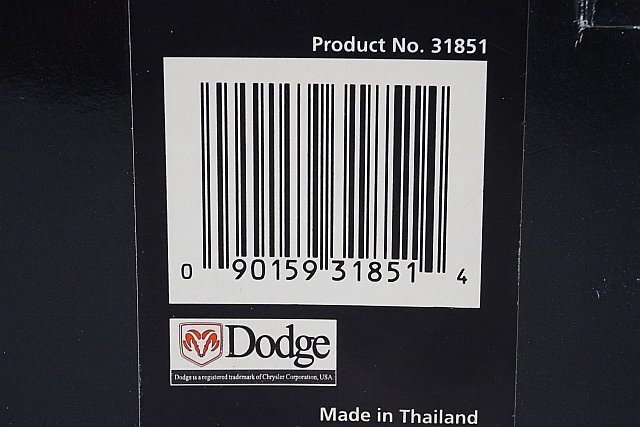 Product No. 31851
0 90159 31851 4
Dodge
Dodge is a registered trademark of Chrysler Corporation, USA
Made in Thailand